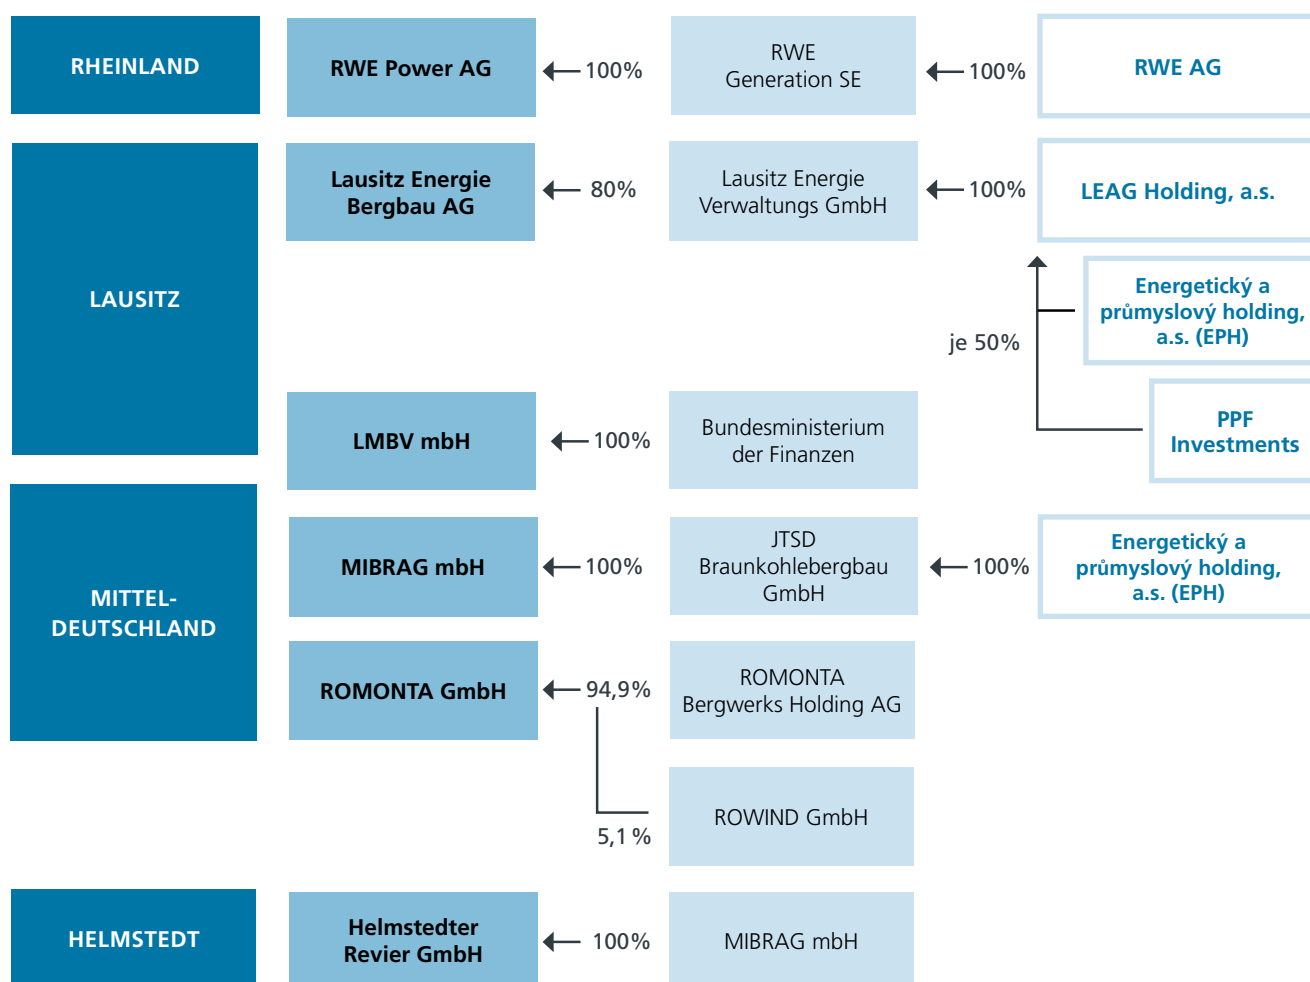 RHEINLAND
RWE Power AG
100%
RWE
Generation SE
100%
RWE AG
LAUSITZ
Lausitz Energie
Bergbau AG
80%
Lausitz Energie
Verwaltungs GmbH
100%
LEAG Holding, a.s.
je 50%
Energetický a
průmyslový holding,
a.s. (EPH)
PPF
Investments
LMBV mbH
100%
Bundesministerium
der Finanzen
MITTEL-
DEUTSCHLAND
MIBRAG mbH
100%
JTSD
Braunkohlebergbau
GmbH
100%
Energetický a
průmyslový holding,
a.s. (EPH)
ROMONTA GmbH
94,9%
ROMONTA
Bergwerks Holding AG
5,1 %
ROWIND GmbH
HELMSTEDT
Helmstedter
Revier GmbH
100%
MIBRAG mbH